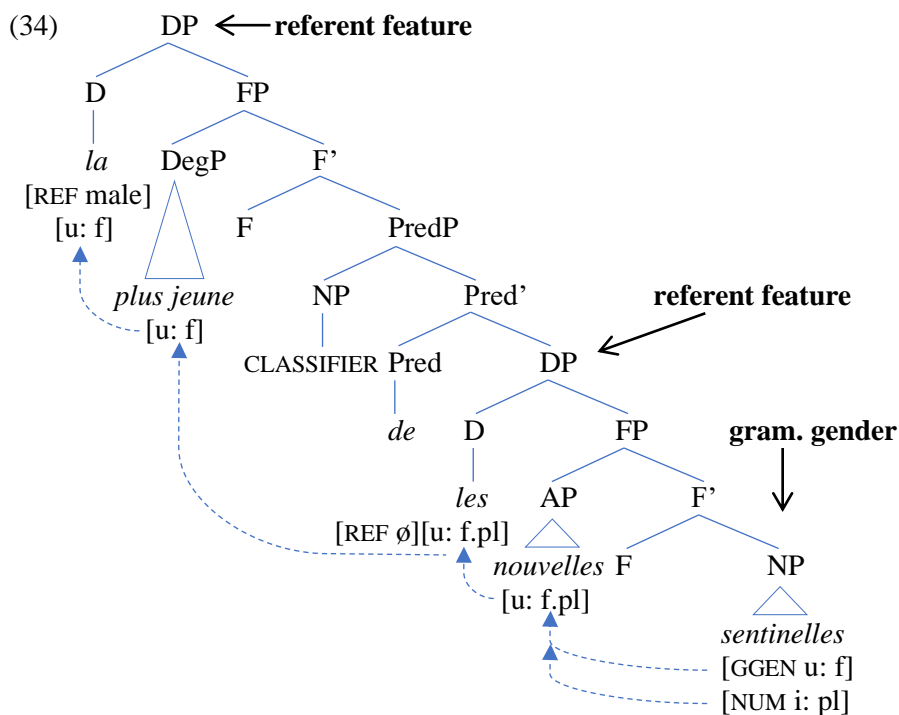 (34) DP referent feature
D FP
la DegP F’
[REF male] F PredP
[u: f]
plus jeune NP Pred’ referent feature
[u: f]
CLASSIFIER Pred DP
de D FP gram. gender
les AP F’
[REF ø][u: f.pl]
nouvelles F NP
[u: f.pl]
sentinelles
[GGEN u: f]
[NUM i: pl]